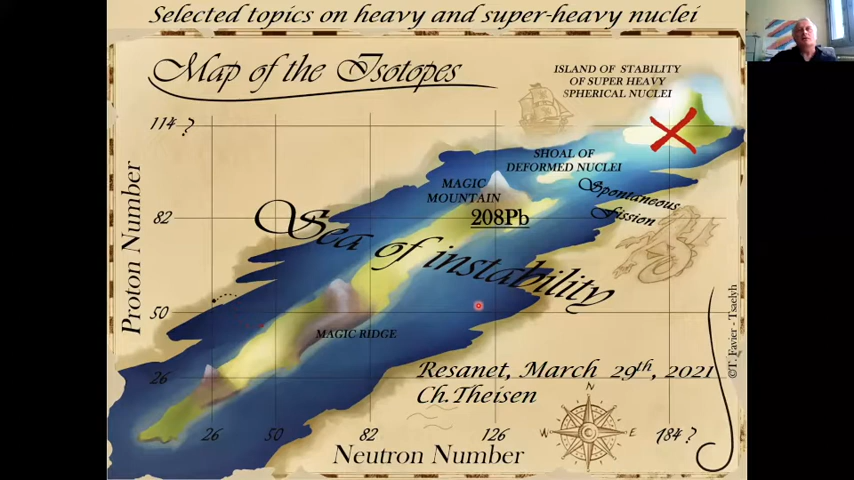 Selected topics on heavy and super-heavy nuclei
Map of the Isotopes
ISLAND OF STABILITY
OF SUPER HEAVY
SPHERICAL NUCLEI
114 ?
SHOAL OF
DEFORMED NUCLEI
MAGIC
MOUNTAIN
Spontaneous
Fission
82
208Pb
Sea of instability
Proton Number
50
MAGIC RIDGE
©T. Favier - Tsaelyh
Resanet, March 29th, 2021
26
Ch.Theisen
N
W
E
S
26
50
82
126
184 ?
Neutron Number